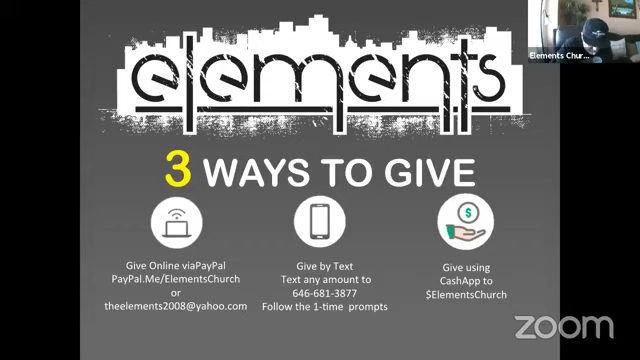 Elements Chur...
elements
3 WAYS TO GIVE
Give Online viaPayPal
PayPal.Me/ElementsChurch
or
theelements2008@yahoo.com
Give by Text
Text any amount to
646-681-3877
Follow the 1-time prompts
$
Give using
CashApp to
$ElementsChurch
zoom